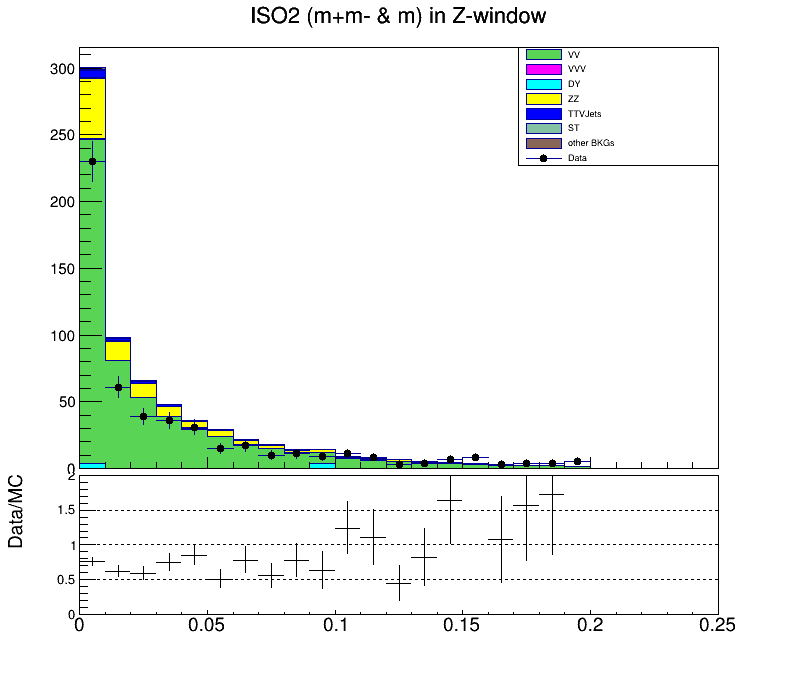 ISO2 (m+m- & m) in Z-window
VV
VVV
DY
ZZ
TTVJets
ST
other BKGs
Data
300
250
200
150
100
50
0
Data/MC
2
1.5
1
0.5
0
0 0.05 0.1 0.15 0.2 0.25